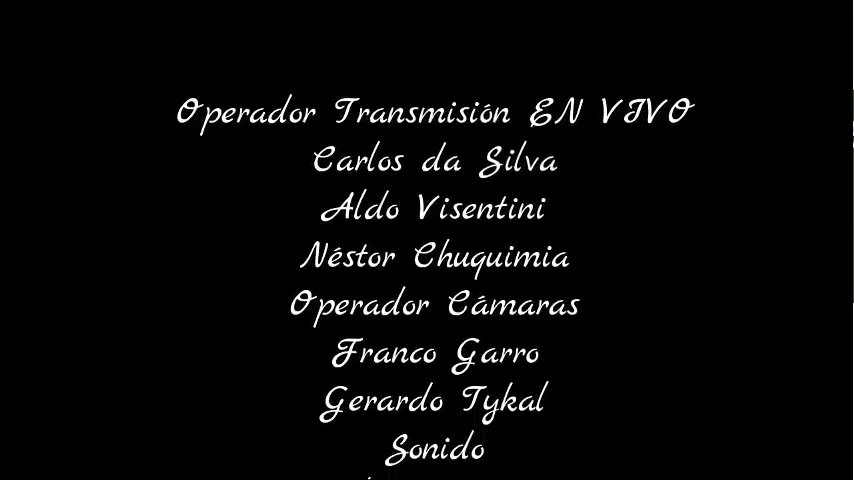 Operador Transmisión EN VIVO
Carlos da Silva
Aldo Visentini
Néstor Chuquimia
Operador Cámaras
Franco Garro
Gerardo Tykal
Sonido